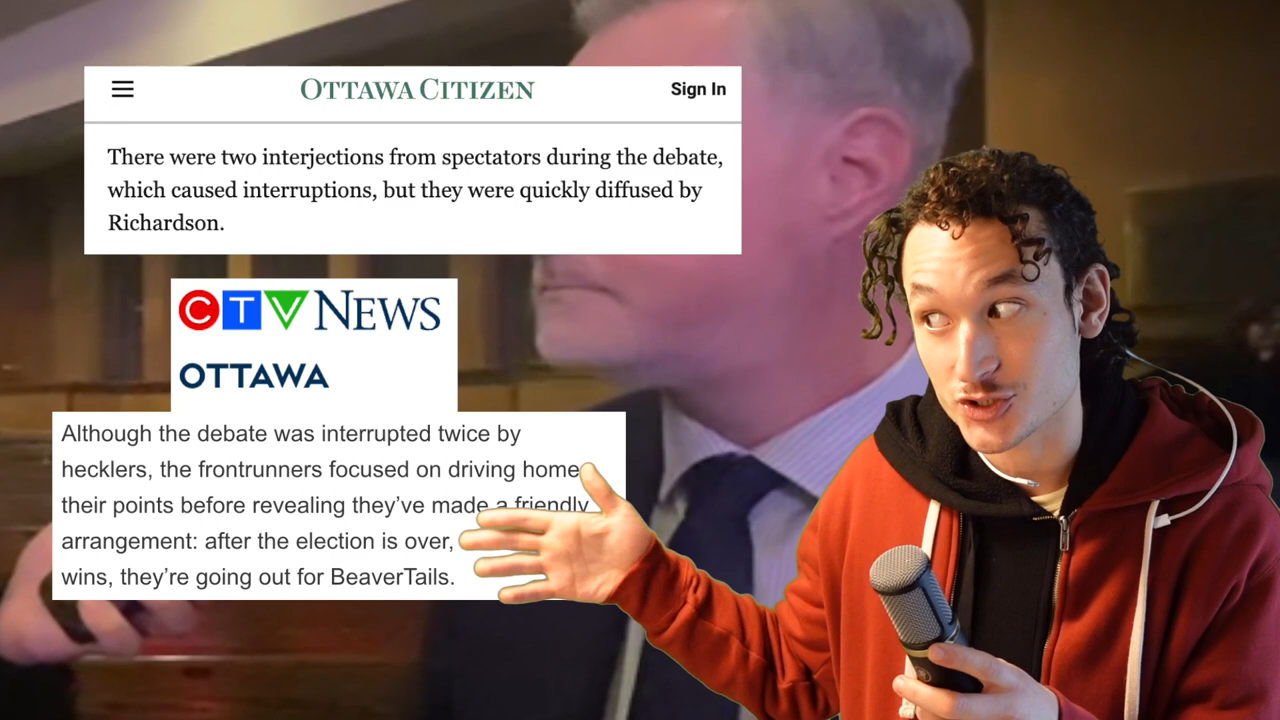 OTTAWA CITIZEN
Sign In
There were two interjections from spectators during the debate,
which caused interruptions, but they were quickly diffused by
Richardson.
CTV NEWS
OTTAWA
Although the debate was interrupted twice by
hecklers, the frontrunners focused on driving home
their points before revealing they’ve made a friendly
arrangement: after the election is over,
wins, they’re going out for BeaverTails.